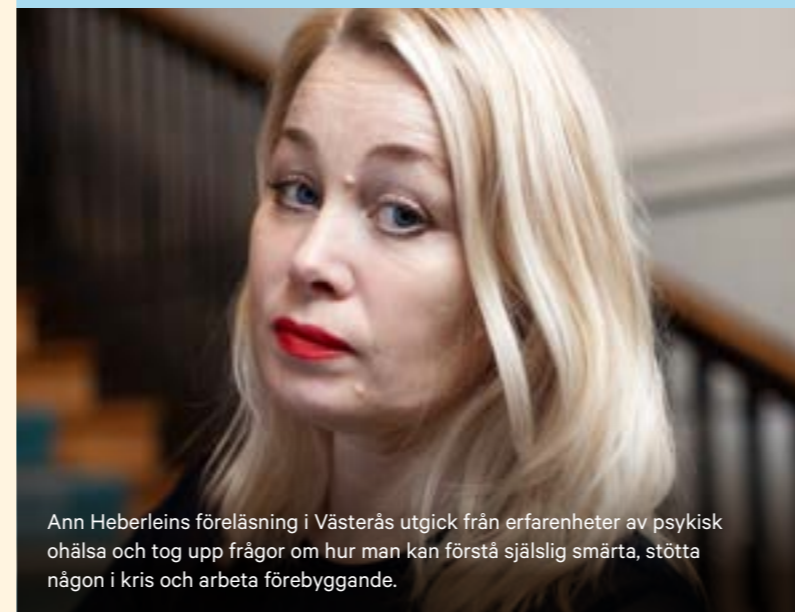 Ann Heberleins föreläsning i Västerås utgick från erfarenheter av psykisk
ohälsa och tog upp frågor om hur man kan förstå själslig smärta, stötta
någon i kris och arbeta förebyggande.